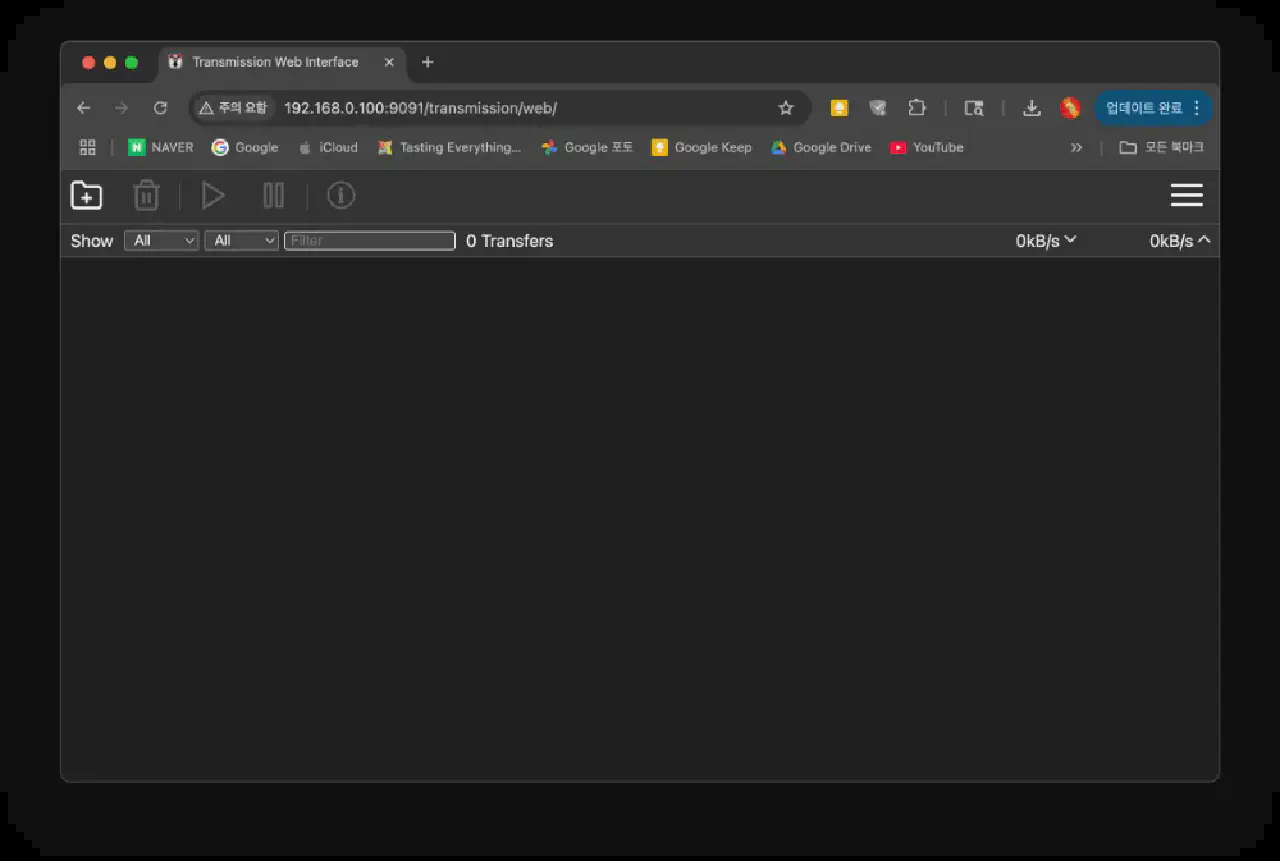 Transmission Web Interface
주의 요함 192.168.0.100:9091/transmission/web/ 업데이트 완료
N NAVER Google iCloud Tasting Everything... Google 포토 Google Keep Google Drive YouTube 모든 북마크
Show All All Filter 0 Transfers 0kB/s 0kB/s